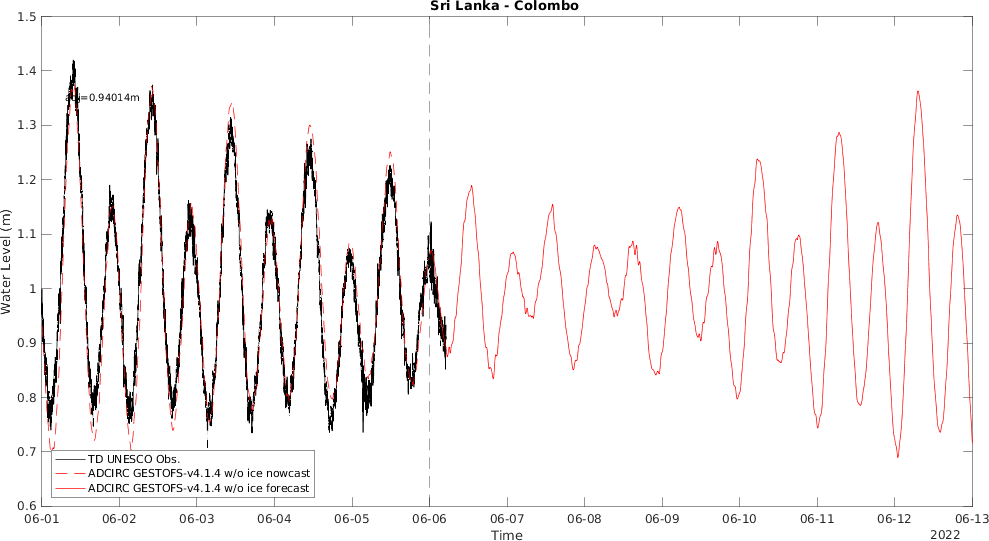 Sri Lanka - Colombo
1.5
1.4
1.3
1.2
1.1
1
0.9
0.8
0.7
0.6
Water Level (m)
=0.94014m
TD UNESCO Obs.
ADCIRC GESTOFS-v4.1.4 w/o ice nowcast
ADCIRC GESTOFS-v4.1.4 w/o ice forecast
06-01 06-02 06-03 06-04 06-05 06-06 06-07 06-08 06-09 06-10 06-11 06-12 06-13
Time
2022